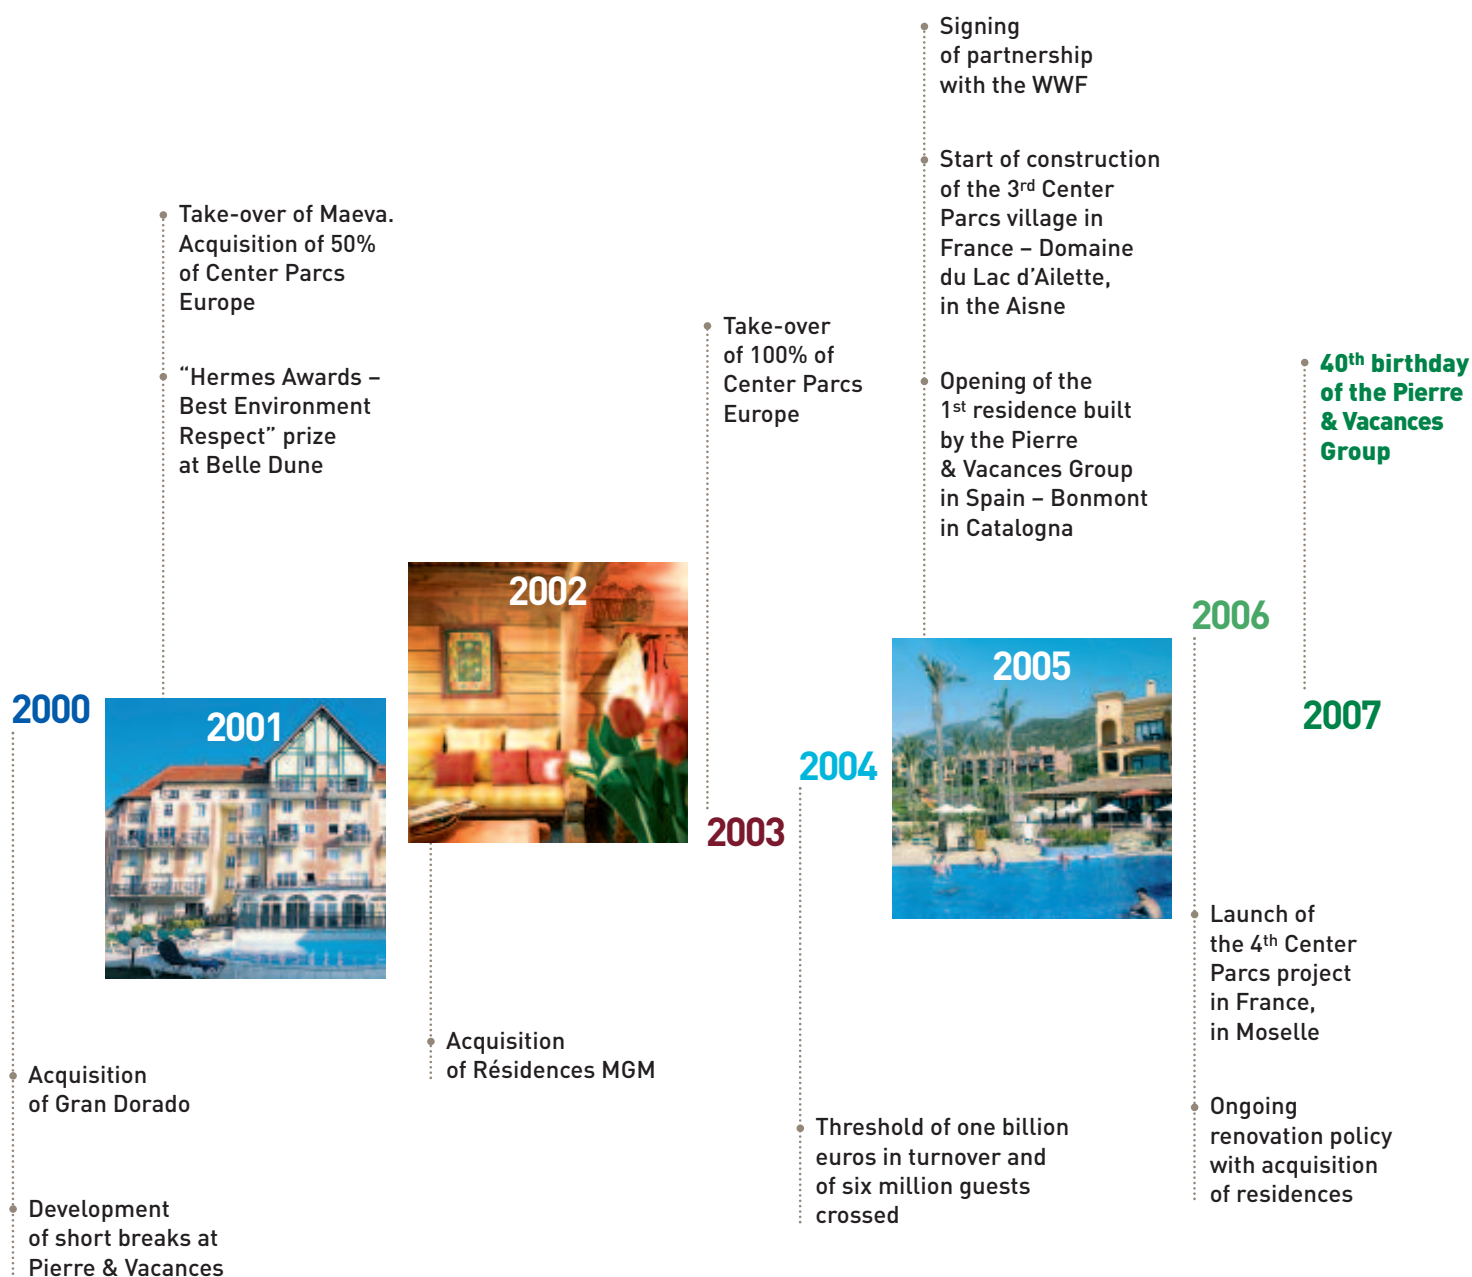 2000
Acquisition
of Gran Dorado
Development
of short breaks at
Pierre & Vacances
2001
Take-over of Maeva.
Acquisition of 50%
of Center Parcs
Europe
“Hermes Awards –
Best Environment
Respect” prize
at Belle Dune
2002
Acquisition
of Résidences MGM
2003
Take-over
of 100% of
Center Parcs
Europe
2004
Threshold of one billion
euros in turnover and
of six million guests
crossed
2005
Signing
of partnership
with the WWF
Start of construction
of the 3rd Center
Parcs village in
France – Domaine
du Lac d’Ailette,
in the Aisne
Opening of the
1st residence built
by the Pierre
& Vacances Group
in Spain – Bonmont
in Catalogna
2006
Launch of
the 4th Center
Parcs project
in France,
in Moselle
Ongoing
renovation policy
with acquisition
of residences
2007
40th birthday
of the Pierre
& Vacances
Group